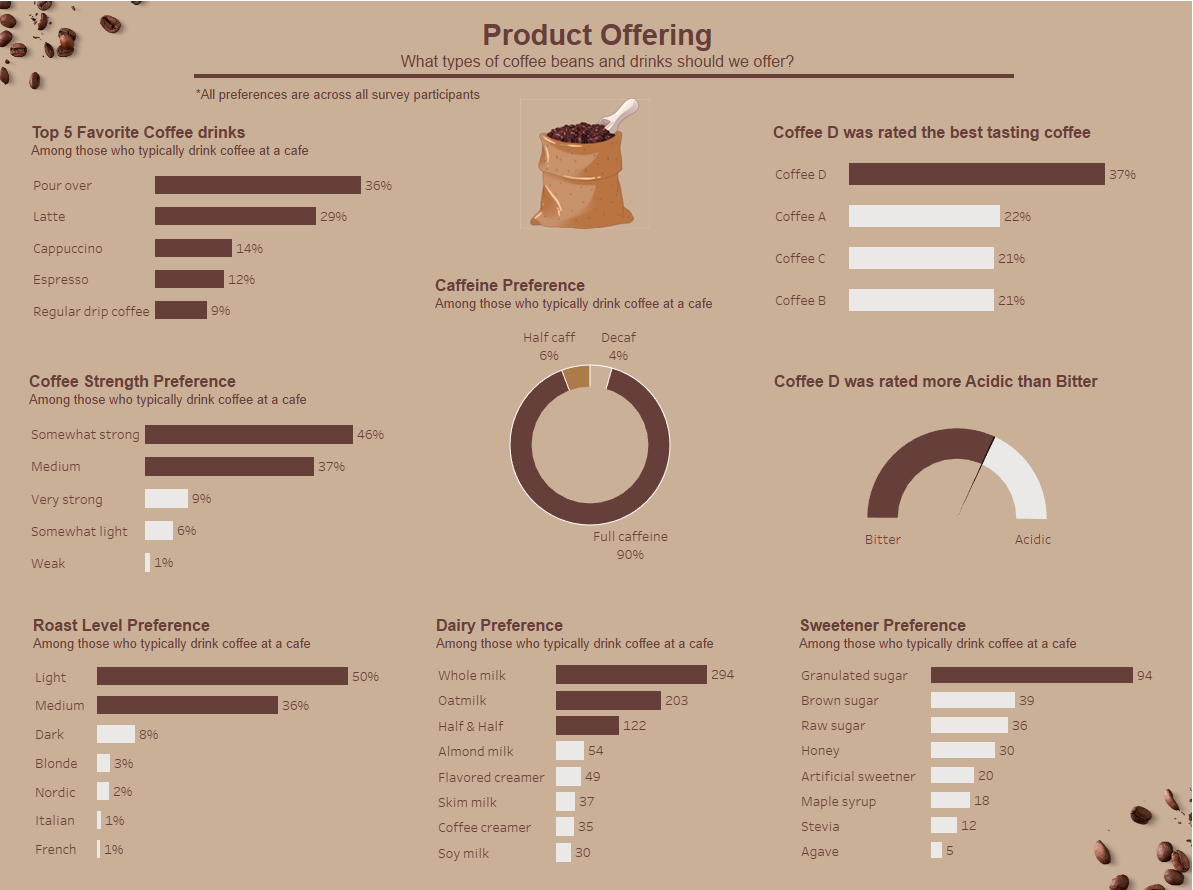 Product Offering
What types of coffee beans and drinks should we offer?
*All preferences are across all survey participants
Top 5 Favorite Coffee drinks
Among those who typically drink coffee at a cafe
Pour over 36%
Latte 29%
Cappuccino 14%
Espresso 12%
Regular drip coffee 9%
Coffee D was rated the best tasting coffee
Coffee D 37%
Coffee A 22%
Coffee C 21%
Coffee B 21%
Caffeine Preference
Among those who typically drink coffee at a cafe
Half caff Decaf
6% 4%
Full caffeine
90%
Coffee Strength Preference
Among those who typically drink coffee at a cafe
Somewhat strong 46%
Medium 37%
Very strong 9%
Somewhat light 6%
Weak 1%
Coffee D was rated more Acidic than Bitter
Bitter Acidic
Roast Level Preference
Among those who typically drink coffee at a cafe
Light 50%
Medium 36%
Dark 8%
Blonde 3%
Nordic 2%
Italian 1%
French 1%
Dairy Preference
Among those who typically drink coffee at a cafe
Whole milk 294
Oatmilk 203
Half & Half 122
Almond milk 54
Flavored creamer 49
Skim milk 37
Coffee creamer 35
Soy milk 30
Sweetener Preference
Among those who typically drink coffee at a cafe
Granulated sugar 94
Brown sugar 39
Raw sugar 36
Honey 30
Artificial sweetner 20
Maple syrup 18
Stevia 12
Agave 5